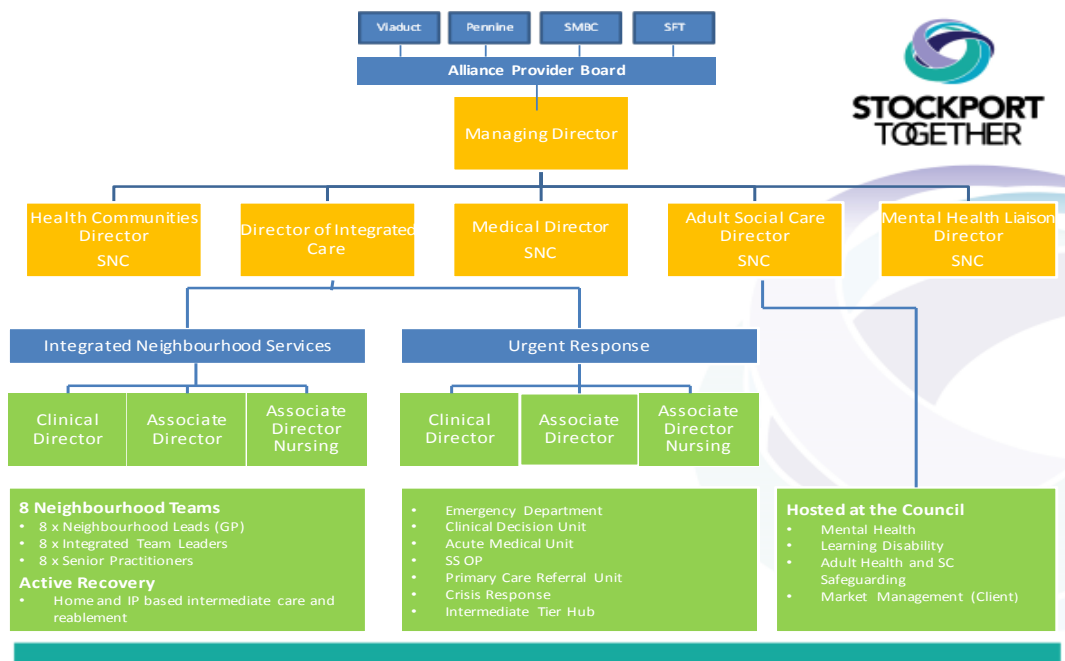 Viaduct
Pennine
SMBC
SFT
Alliance Provider Board
STOCKPORT
TOGETHER
Managing Director
Health Communities
Director
SNC
Director of Integrated
Care
Medical Director
SNC
Adult Social Care
Director
SNC
Mental Health Liaison
Director
SNC
Integrated Neighbourhood Services
Urgent Response
Clinical
Director
Associate
Director
Associate
Director
Nursing
Clinical
Director
Associate
Director
Associate
Director
Nursing
8 Neighbourhood Teams
• 8 x Neighbourhood Leads (GP)
• 8 x Integrated Team Leaders
• 8 x Senior Practitioners
Active Recovery
• Home and IP based intermediate care and
reablement
• Emergency Department
• Clinical Decision Unit
• Acute Medical Unit
• SS OP
• Primary Care Referral Unit
• Crisis Response
• Intermediate Tier Hub
Hosted at the Council
• Mental Health
• Learning Disability
• Adult Health and SC
Safeguarding
• Market Management (Client)